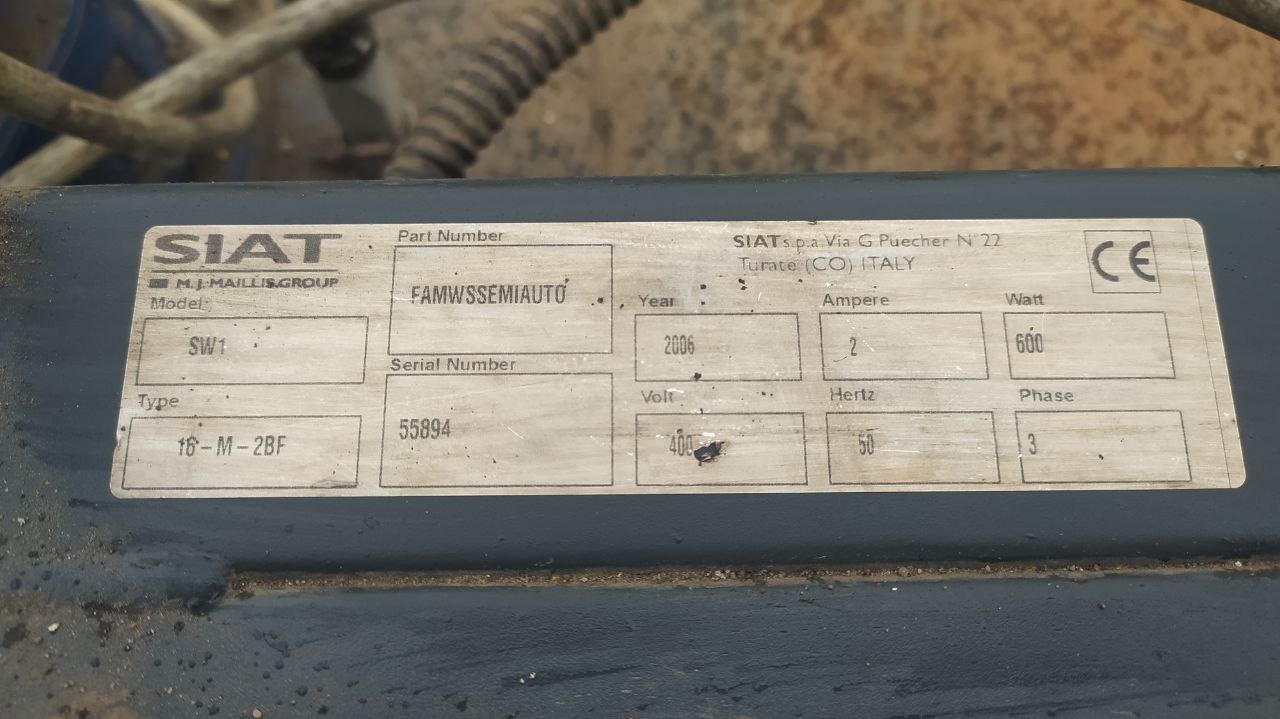 SIAT
M.J. MAILLIS.GROUP
Model:
SW1
Type
16-M-2BF
Part Number
FAMWSSEMIAUTO
Serial Number
55894
SIAT s.p.a. Via G. Puecher N°22
Turate (CO) ITALY
CE
Year
2006
Ampere
2
Watt
600
Volt
400
Hertz
50
Phase
3